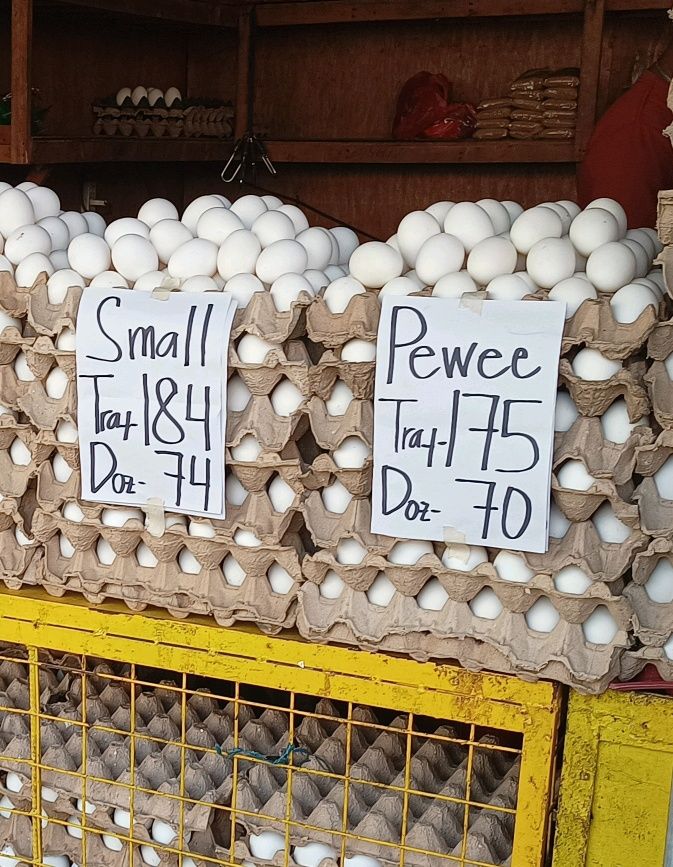 Small
Tray 184
Doz- 74
Pewee
Tray-175
Doz- 70